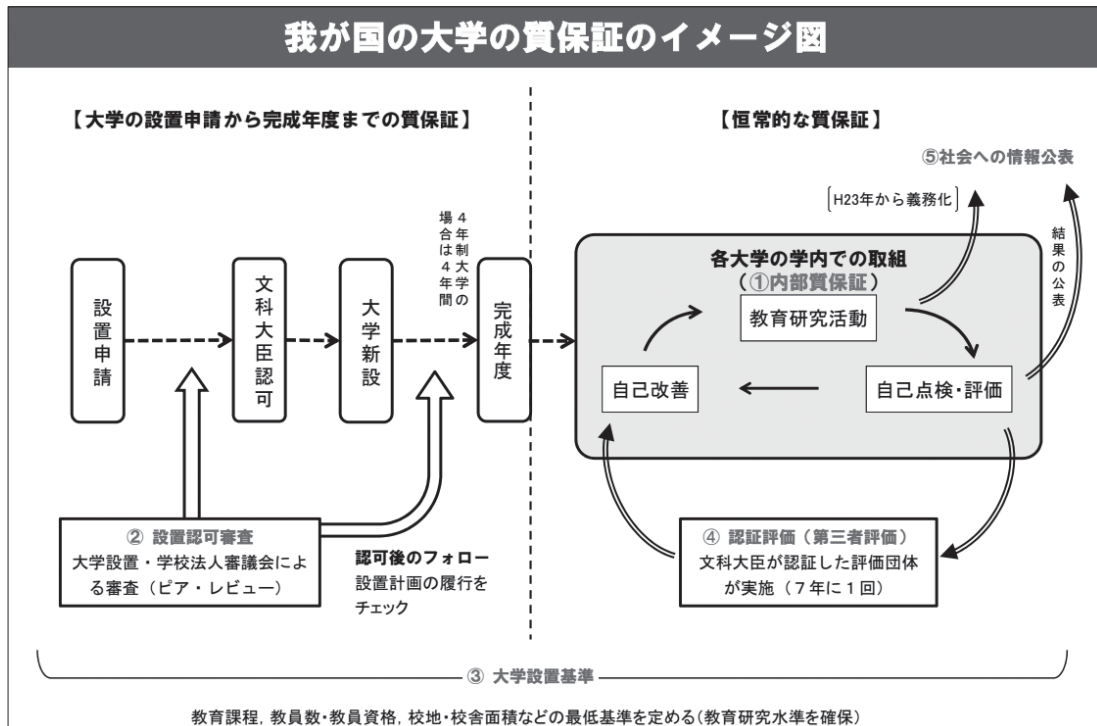 我が国の大学の質保証のイメージ図
【大学の設置申請から完成年度までの質保証】
設置申請
文科大臣認可
大学新設
４年制大学の
場合は４年間
完成年度
② 設置認可審査
大学設置・学校法人審議会によ
る審査（ピア・レビュー）
認可後のフォロー
設置計画の履行を
チェック
【恒常的な質保証】
⑤社会への情報公表
〔H23年から義務化〕
結果の公表
各大学の学内での取組
（①内部質保証）
教育研究活動
自己改善
自己点検・評価
④ 認証評価（第三者評価）
文科大臣が認証した評価団体
が実施（７年に１回）
③ 大学設置基準
教育課程，教員数・教員資格，校地・校舎面積などの最低基準を定める（教育研究水準を確保）